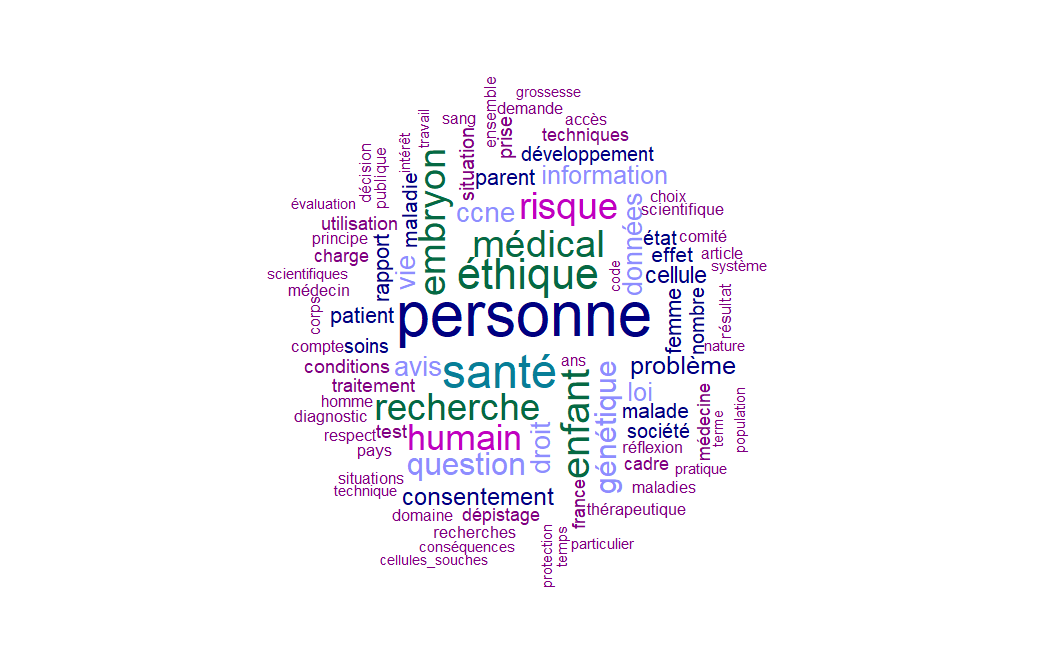 grossesse
ensemble
demande
travail
sang
accès
prise
techniques
intérêt
situation
développement
décision
publique
maladie
embryon
parent
information
évaluation
ccne
risque
données
choix
scientifique
utilisation
principe
charge
rapport
vie
médical
état
comité
effet
article
scientifiques
médecin
éthique
code
cellule
système
corps
patient
personne
femme
nombre
résultat
compte
soins
nature
conditions
avis
santé
ans
problème
traitement
homme
recherche
enfant
génétique
loi
diagnostic
malade
médecine
terme
population
respect
test
humain
droit
société
pays
réflexion
question
cadre
pratique
situations
technique
consentement
france
maladies
domaine
dépistage
thérapeutique
recherches
conséquences
protection
temps
particulier
cellules_souches